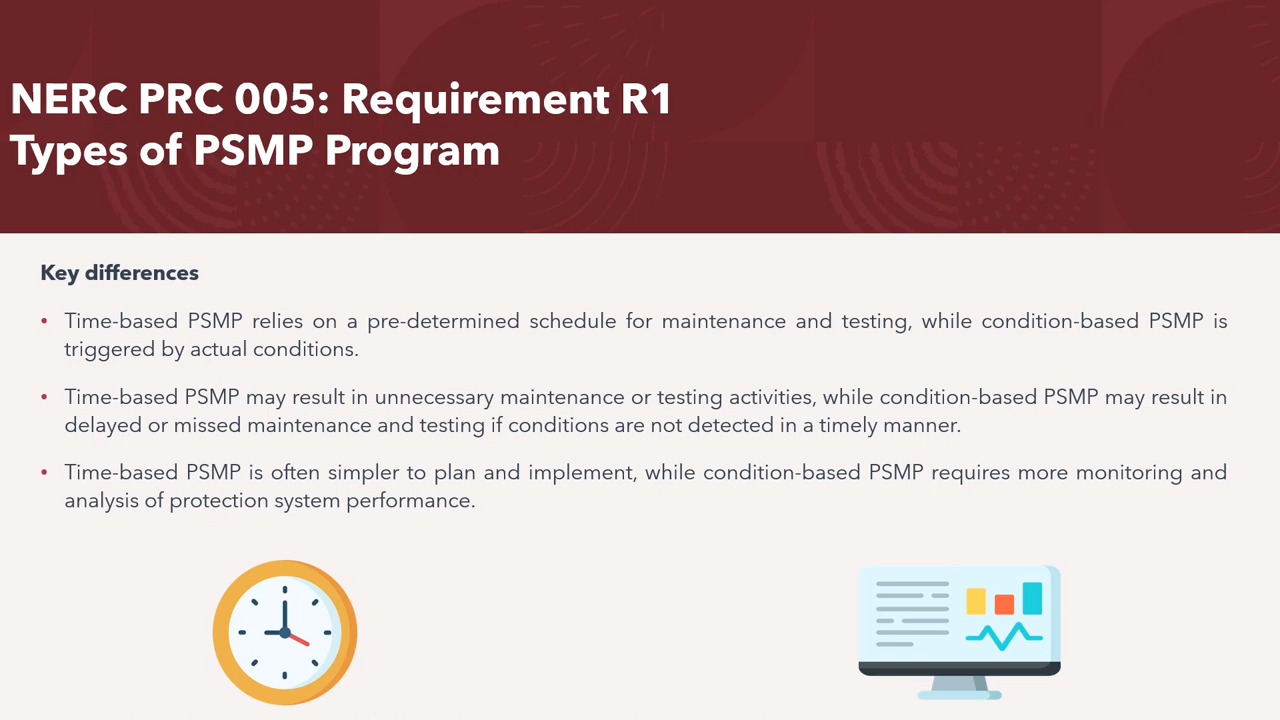 NERC PRC 005: Requirement R1
Types of PSMP Program
Key differences
• Time-based PSMP relies on a pre-determined schedule for maintenance and testing, while condition-based PSMP is
triggered by actual conditions.
• Time-based PSMP may result in unnecessary maintenance or testing activities, while condition-based PSMP may result in
delayed or missed maintenance and testing if conditions are not detected in a timely manner.
• Time-based PSMP is often simpler to plan and implement, while condition-based PSMP requires more monitoring and
analysis of protection system performance.